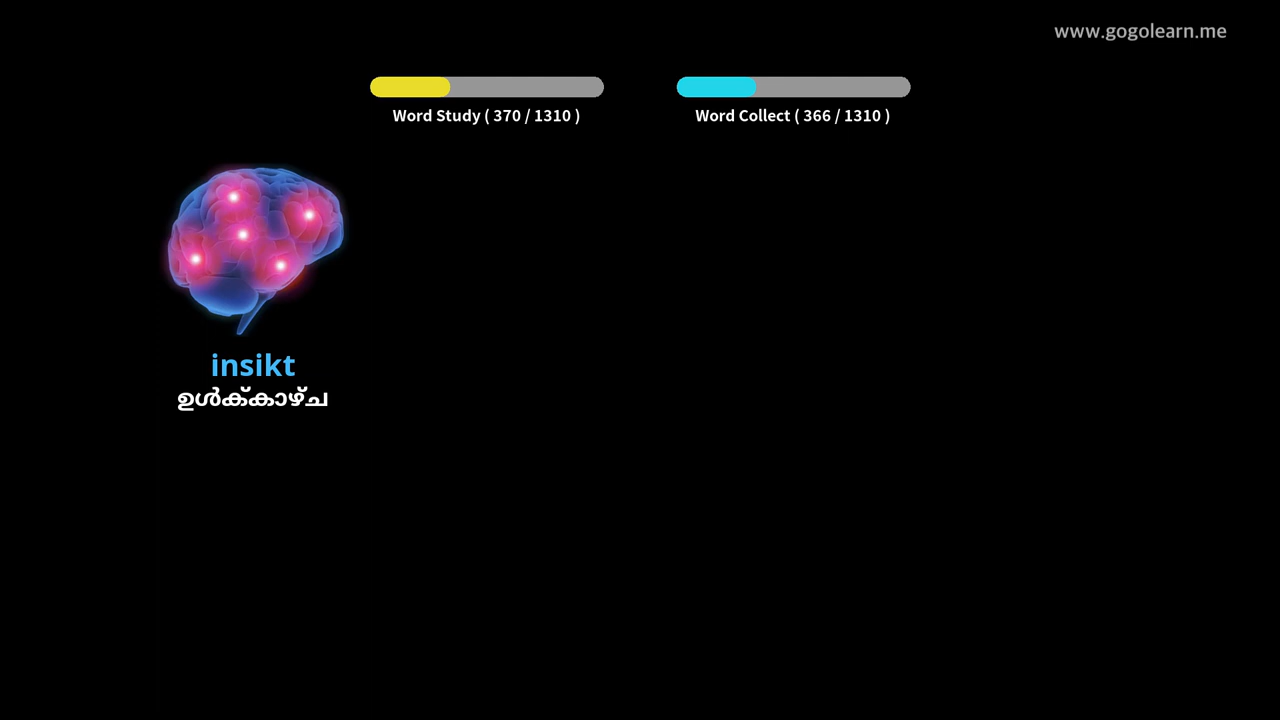 www.gogolearn.me
Word Study ( 370 / 1310 )
Word Collect ( 366 / 1310 )
insikt
ഉൾക്കാഴ്ച